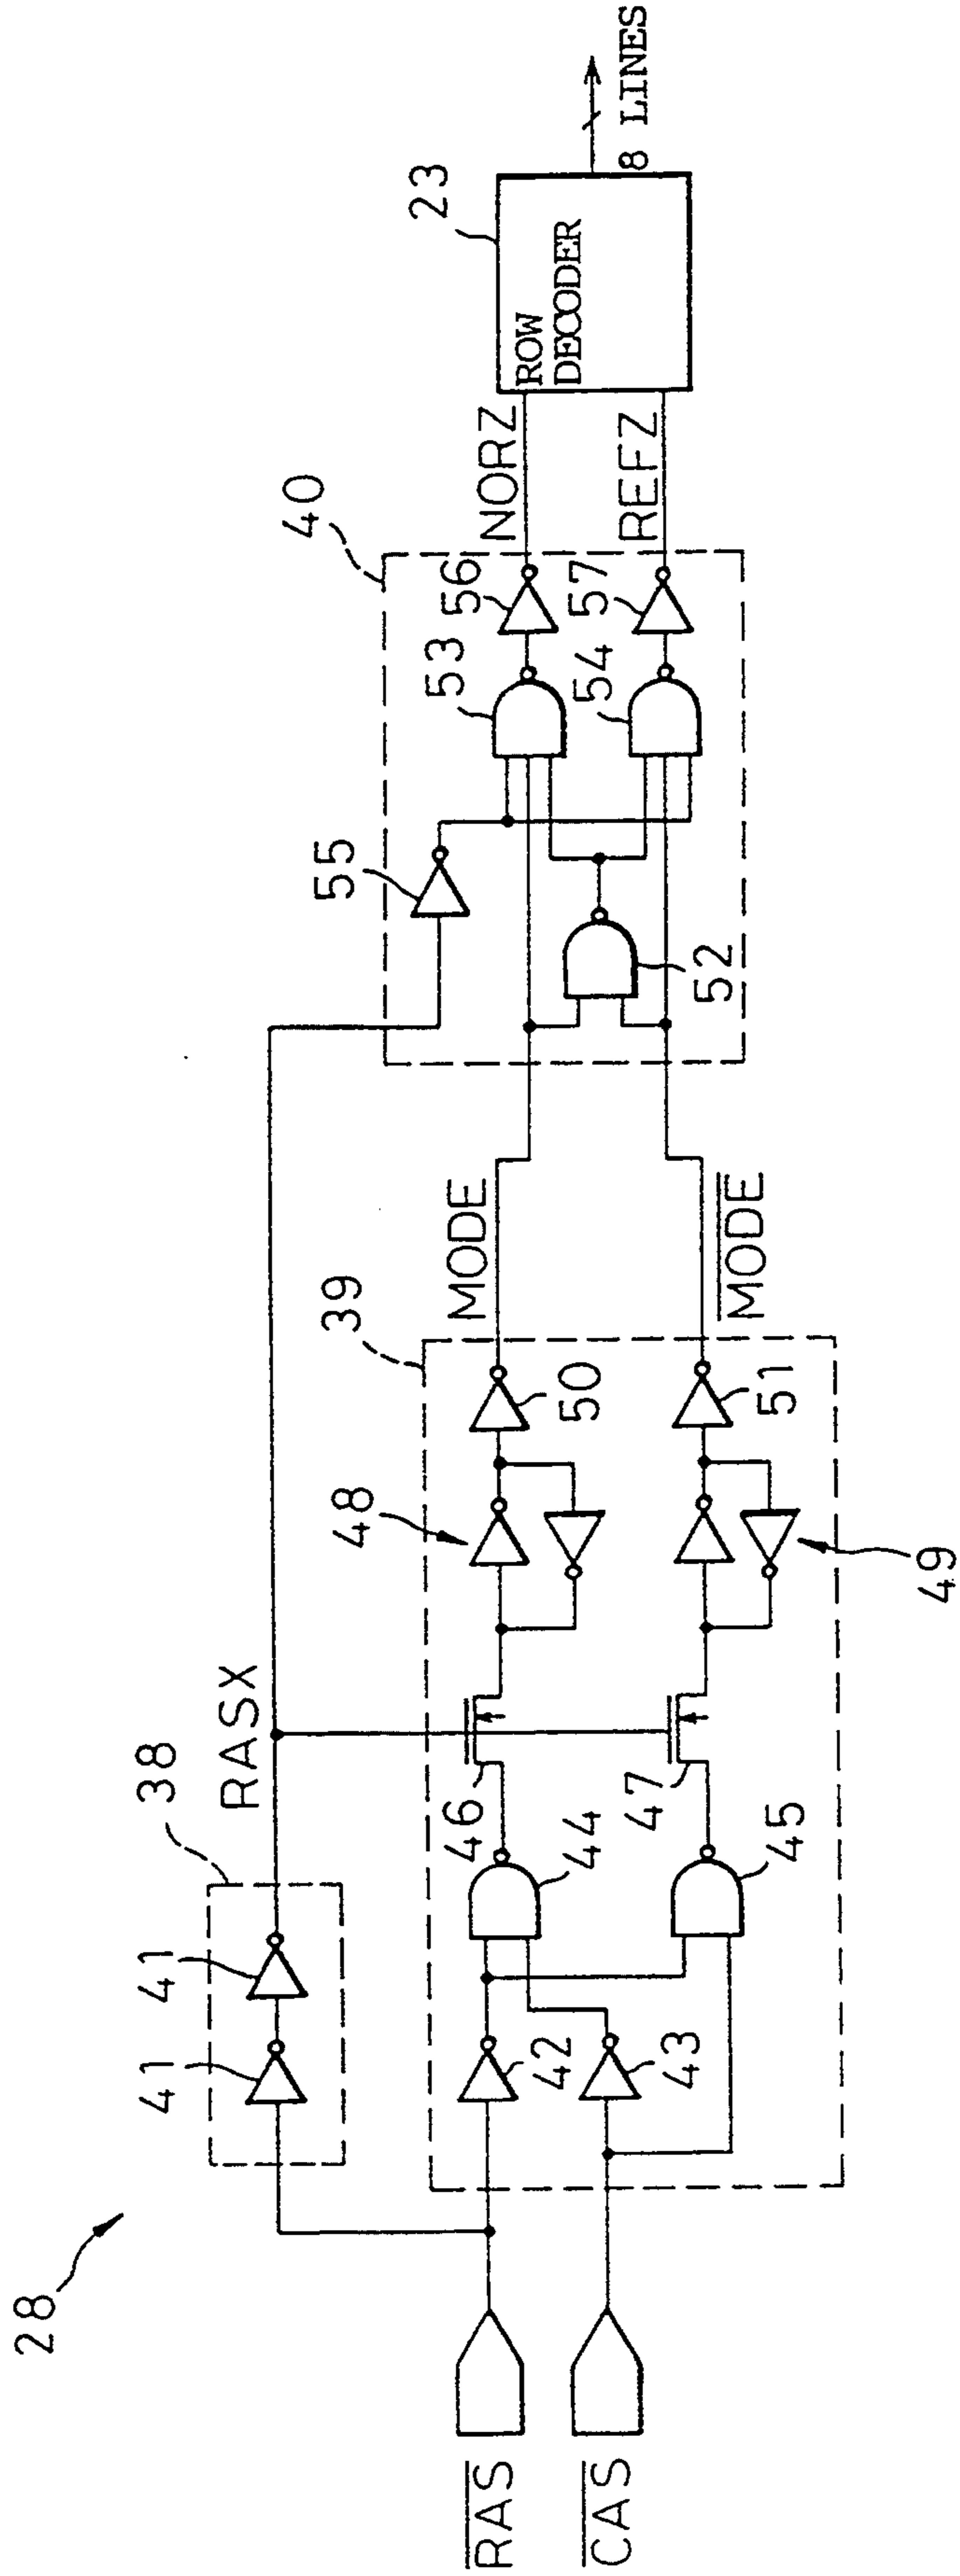 28
38
41
41
RASX
RAS
CAS
42
43
44
45
46
47
48
49
50
51
39
MODE
MODE
40
55
52
53
54
56
57
NORZ
REFZ
23
ROW
DECODER
8 LINES